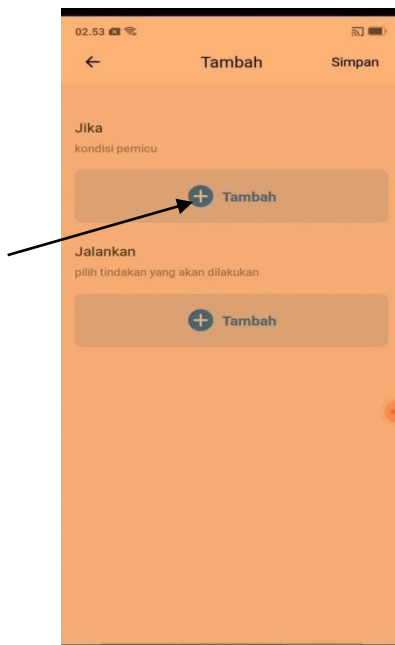 02.53
Tambah Simpan
Jika
kondisi pemicu
Tambah
Jalankan
pilih tindakan yang akan dilakukan
Tambah